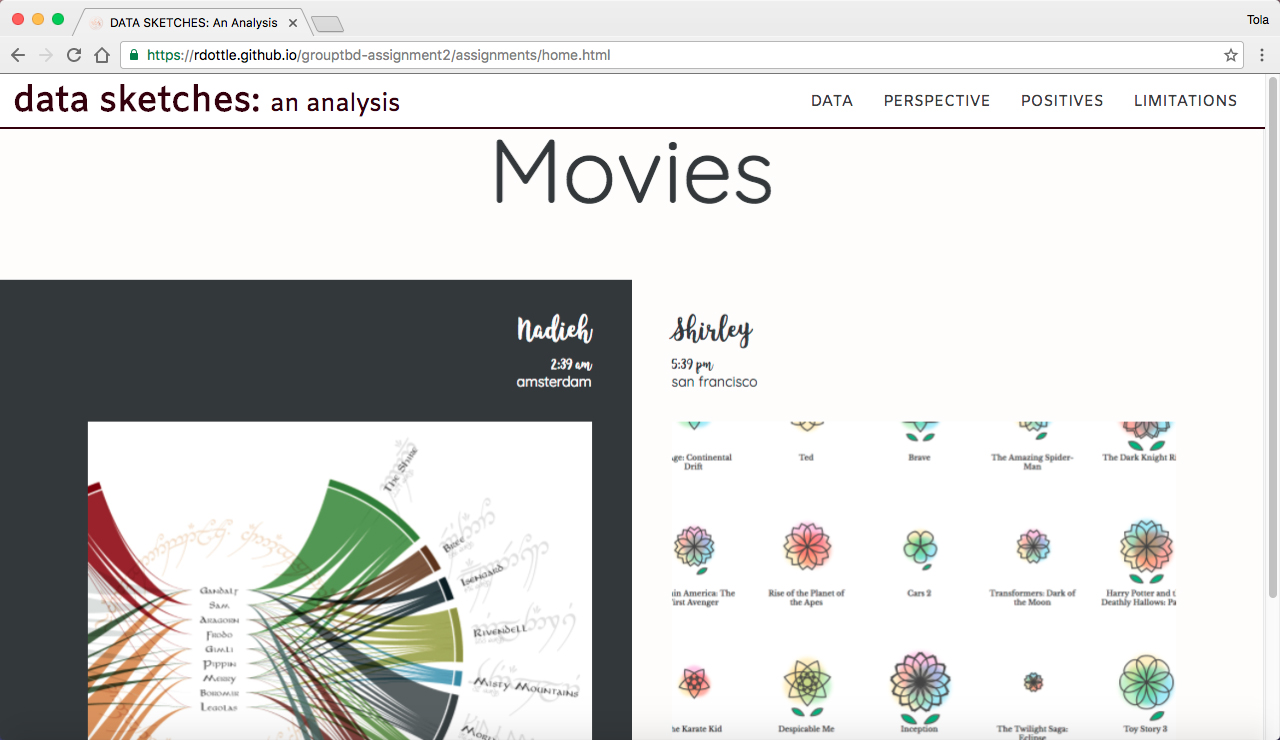 DATA SKETCHES: An Analysis
Tola
https://rdottle.github.io/grouptbd-assignment2/assignments/home.html
data sketches: an analysis
DATA PERSPECTIVE POSITIVES LIMITATIONS
Movies
Nadieh
2:39 am
amsterdam
Shirley
5:39 pm
san francisco
The Shire
Bree
Isengard
Rivendell
Misty Mountains
Gandalf
Sam
Aragorn
Frodo
Gimli
Pippin
Merry
Boromir
Legolas
ge: Continental
Drift
Ted
Brave
The Amazing Spider-
Man
The Dark Knight Ri
in America: The
irst Avenger
Rise of the Planet of
the Apes
Cars 2
Transformers: Dark of
the Moon
Harry Potter and t
Deathly Hallows: Pa
he Karate Kid
Despicable Me
Inception
The Twilight Saga:
Eclipse
Toy Story 3